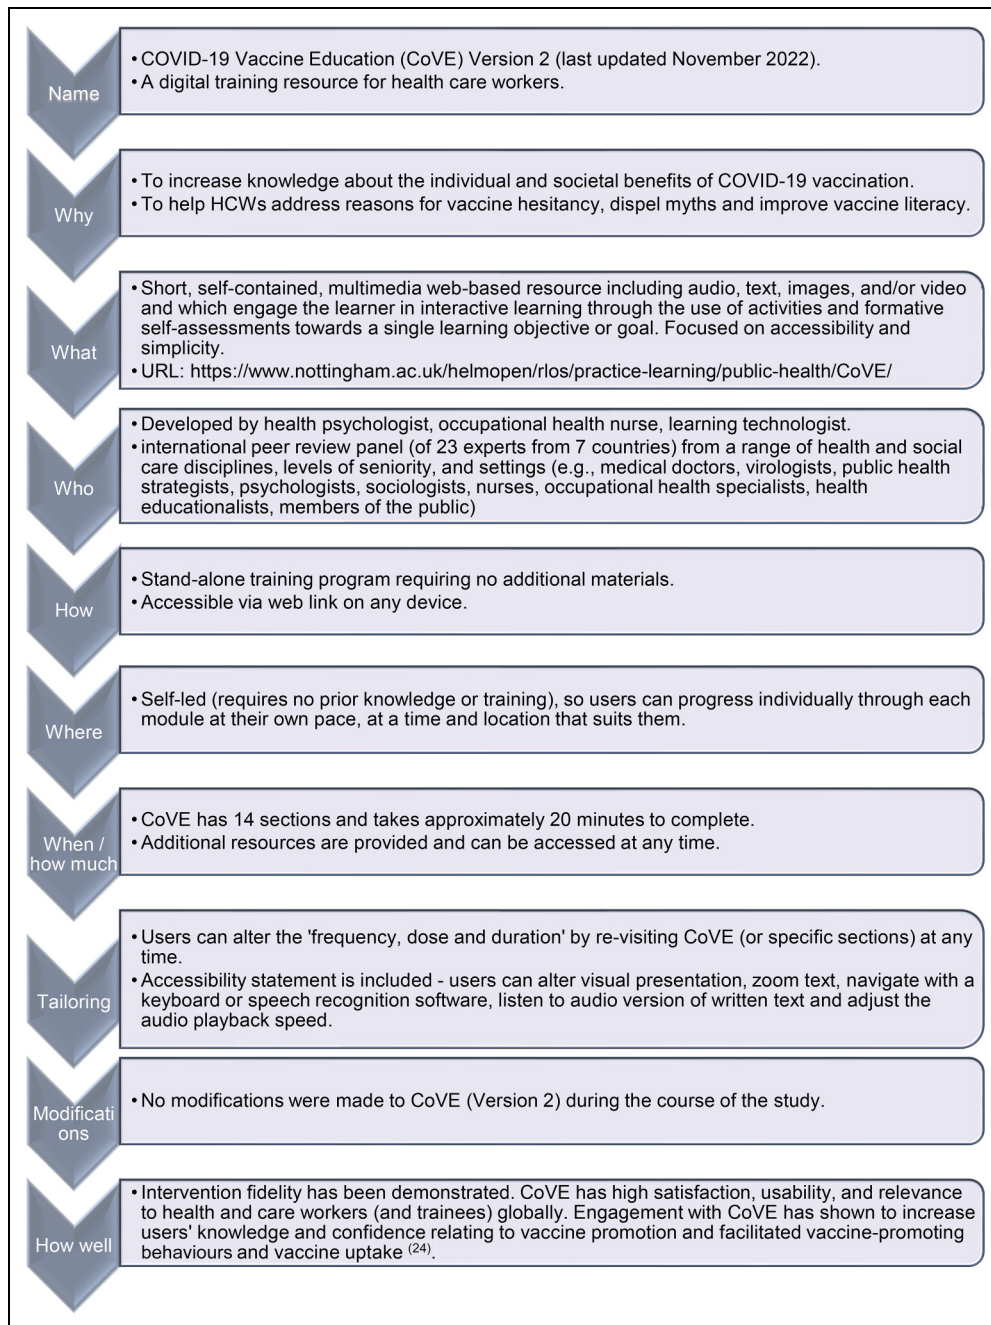 Name
• COVID-19 Vaccine Education (CoVE) Version 2 (last updated November 2022).
• A digital training resource for health care workers.
Why
• To increase knowledge about the individual and societal benefits of COVID-19 vaccination.
• To help HCWs address reasons for vaccine hesitancy, dispel myths and improve vaccine literacy.
What
• Short, self-contained, multimedia web-based resource including audio, text, images, and/or video
and which engage the learner in interactive learning through the use of activities and formative
self-assessments towards a single learning objective or goal. Focused on accessibility and
simplicity.
• URL: https://www.nottingham.ac.uk/helmopen/rlos/practice-learning/public-health/CoVE/
Who
• Developed by health psychologist, occupational health nurse, learning technologist.
• international peer review panel (of 23 experts from 7 countries) from a range of health and social
care disciplines, levels of seniority, and settings (e.g., medical doctors, virologists, public health
strategists, psychologists, sociologists, nurses, occupational health specialists, health
educationalists, members of the public)
How
• Stand-alone training program requiring no additional materials.
• Accessible via web link on any device.
Where
• Self-led (requires no prior knowledge or training), so users can progress individually through each
module at their own pace, at a time and location that suits them.
When /
how much
• CoVE has 14 sections and takes approximately 20 minutes to complete.
• Additional resources are provided and can be accessed at any time.
Tailoring
• Users can alter the 'frequency, dose and duration' by re-visiting CoVE (or specific sections) at any
time.
• Accessibility statement is included - users can alter visual presentation, zoom text, navigate with a
keyboard or speech recognition software, listen to audio version of written text and adjust the
audio playback speed.
Modificati
ons
• No modifications were made to CoVE (Version 2) during the course of the study.
How well
• Intervention fidelity has been demonstrated. CoVE has high satisfaction, usability, and relevance
to health and care workers (and trainees) globally. Engagement with CoVE has shown to increase
users' knowledge and confidence relating to vaccine promotion and facilitated vaccine-promoting
behaviours and vaccine uptake (24).